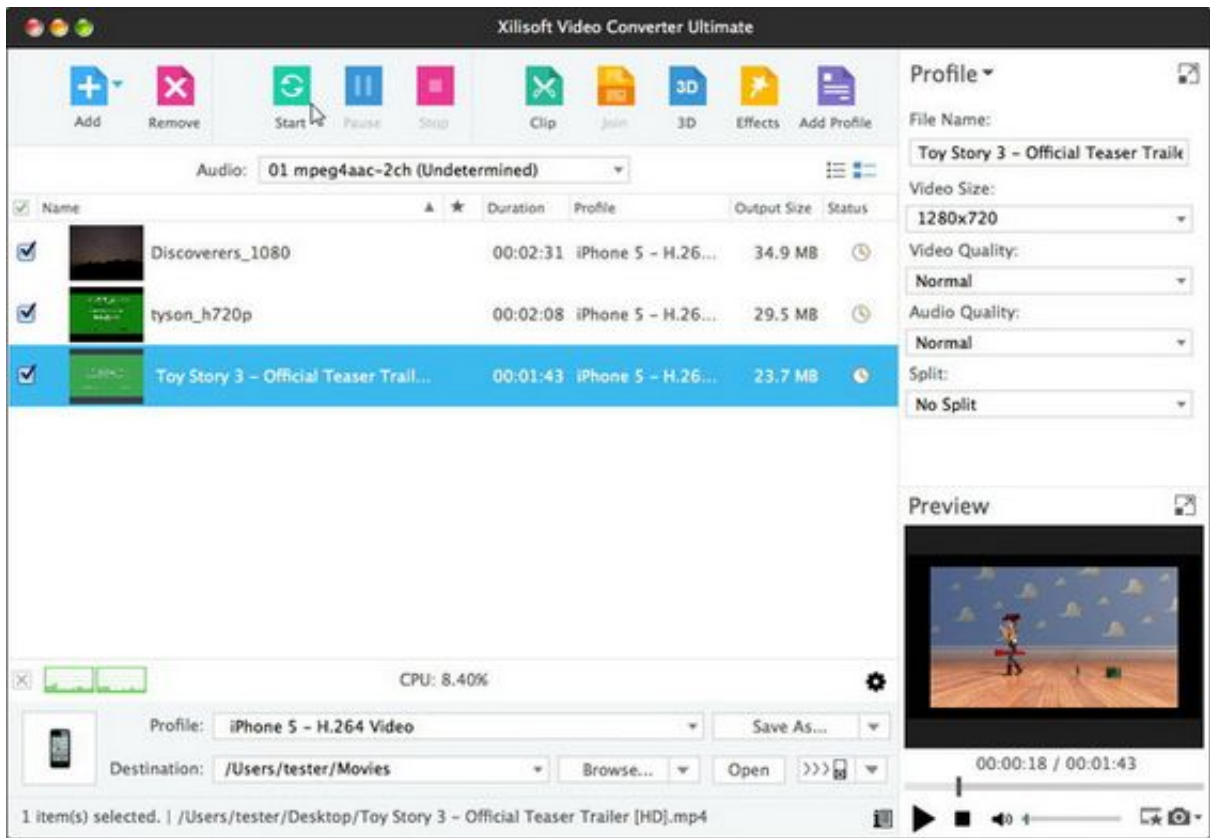 Xilisoft Video Converter Ultimate
Add Remove Start Pause Stop Clip Join 3D 3D Effects Add Profile
Audio: 01 mpeg4aac-2ch (Undetermined)
Name Duration Profile Output Size Status
Discoverers_1080 00:02:31 iPhone 5 – H.26... 34.9 MB
tyson_h720p 00:02:08 iPhone 5 – H.26... 29.5 MB
Toy Story 3 – Official Teaser Trail... 00:01:43 iPhone 5 – H.26... 23.7 MB
CPU: 8.40%
Profile: iPhone 5 – H.264 Video Save As...
Destination: /Users/tester/Movies Browse... Open
1 item(s) selected. | /Users/tester/Desktop/Toy Story 3 – Official Teaser Trailer [HD].mp4
Profile
File Name:
Toy Story 3 – Official Teaser Traile
Video Size:
1280x720
Video Quality:
Normal
Audio Quality:
Normal
Split:
No Split
Preview
00:00:18 / 00:01:43